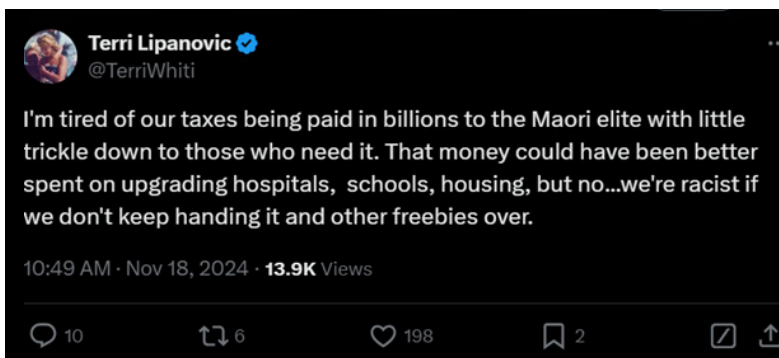 Terri Lipanovic
@TerriWhiti
I'm tired of our taxes being paid in billions to the Maori elite with little
trickle down to those who need it. That money could have been better
spent on upgrading hospitals,  schools, housing, but no...we're racist if
we don't keep handing it and other freebies over.
10:49 AM · Nov 18, 2024 · 13.9K Views
10 6 198 2